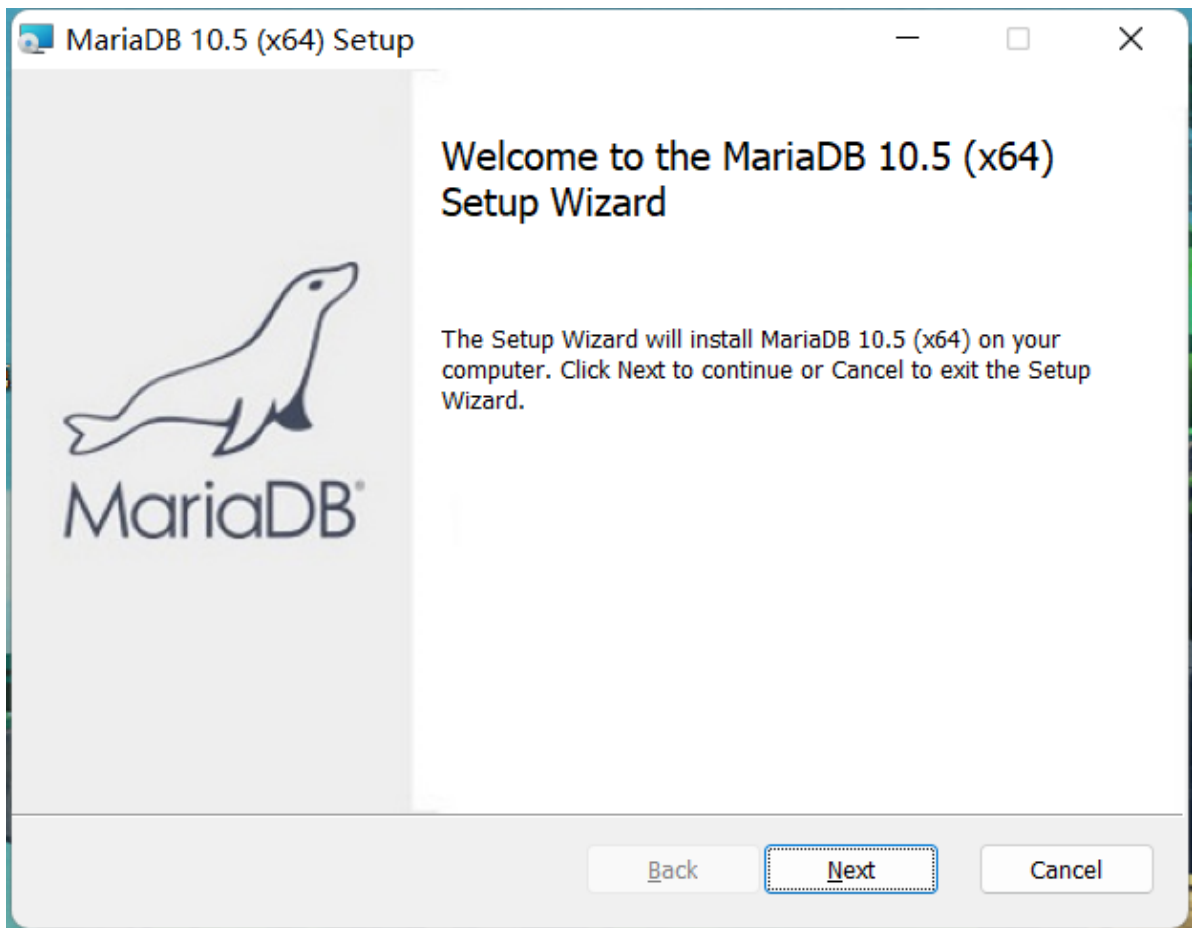 MariaDB 10.5 (x64) Setup
Welcome to the MariaDB 10.5 (x64)
Setup Wizard
The Setup Wizard will install MariaDB 10.5 (x64) on your
computer. Click Next to continue or Cancel to exit the Setup
Wizard.
MariaDB®
Back
Next
Cancel